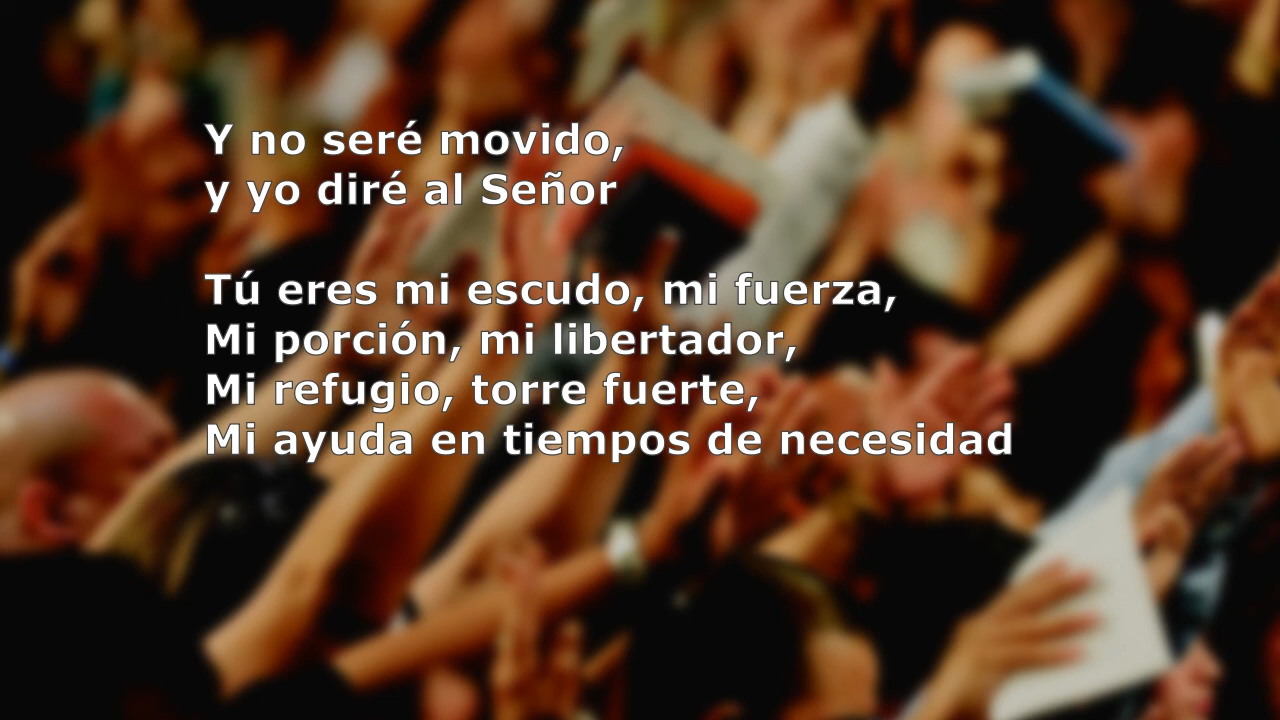 Y no seré movido,
y yo diré al Señor
Tú eres mi escudo, mi fuerza,
Mi porción, mi libertador,
Mi refugio, torre fuerte,
Mi ayuda en tiempos de necesidad